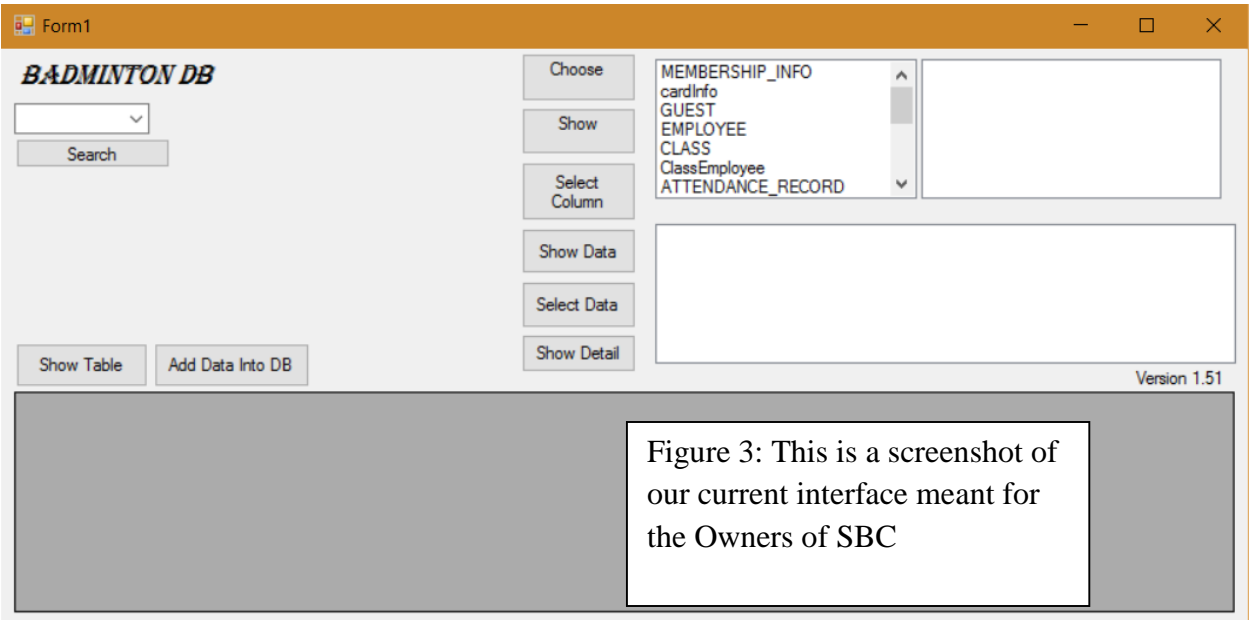 Form1
BADMINTON DB
Search
Choose
Show
Select
Column
Show Data
Select Data
Show Detail
MEMBERSHIP_INFO
cardInfo
GUEST
EMPLOYEE
CLASS
ClassEmployee
ATTENDANCE_RECORD
Show Table
Add Data Into DB
Version 1.51
Figure 3: This is a screenshot of
our current interface meant for
the Owners of SBC